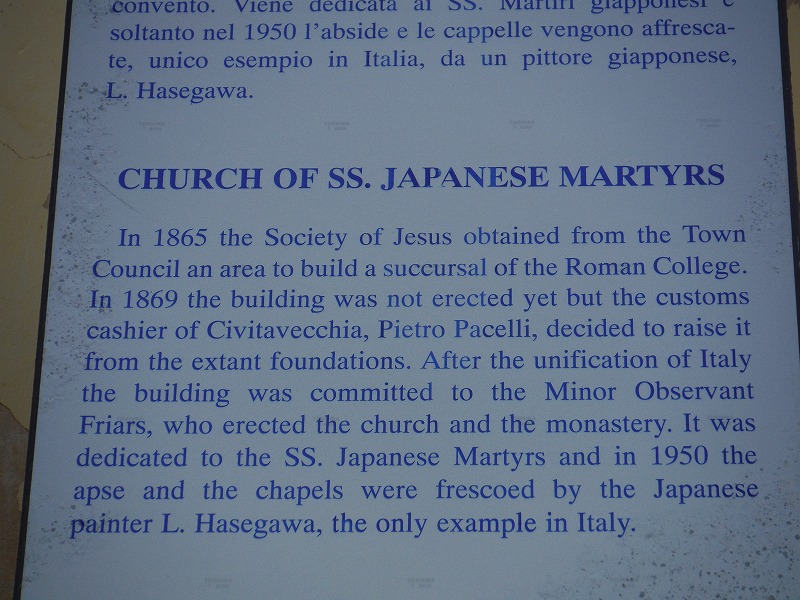 convento. Viene dedicata ai SS. Martiri giapponesi e
soltanto nel 1950 l'abside e le cappelle vengono affresca-
te, unico esempio in Italia, da un pittore giapponese,
L. Hasegawa.
CHURCH OF SS. JAPANESE MARTYRS
In 1865 the Society of Jesus obtained from the Town
Council an area to build a succursal of the Roman College.
In 1869 the building was not erected yet but the customs
cashier of Civitavecchia, Pietro Pacelli, decided to raise it
from the extant foundations. After the unification of Italy
the building was committed to the Minor Observant
Friars, who erected the church and the monastery. It was
dedicated to the SS. Japanese Martyrs and in 1950 the
apse and the chapels were frescoed by the Japanese
painter L. Hasegawa, the only example in Italy.